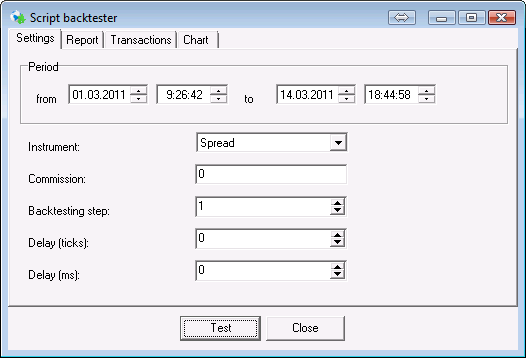 Script backtester
Settings Report Transactions Chart
Period
from 01.03.2011 9:26:42 to 14.03.2011 18:44:58
Instrument: Spread
Commission: 0
Backtesting step: 1
Delay (ticks): 0
Delay (ms): 0
Test Close